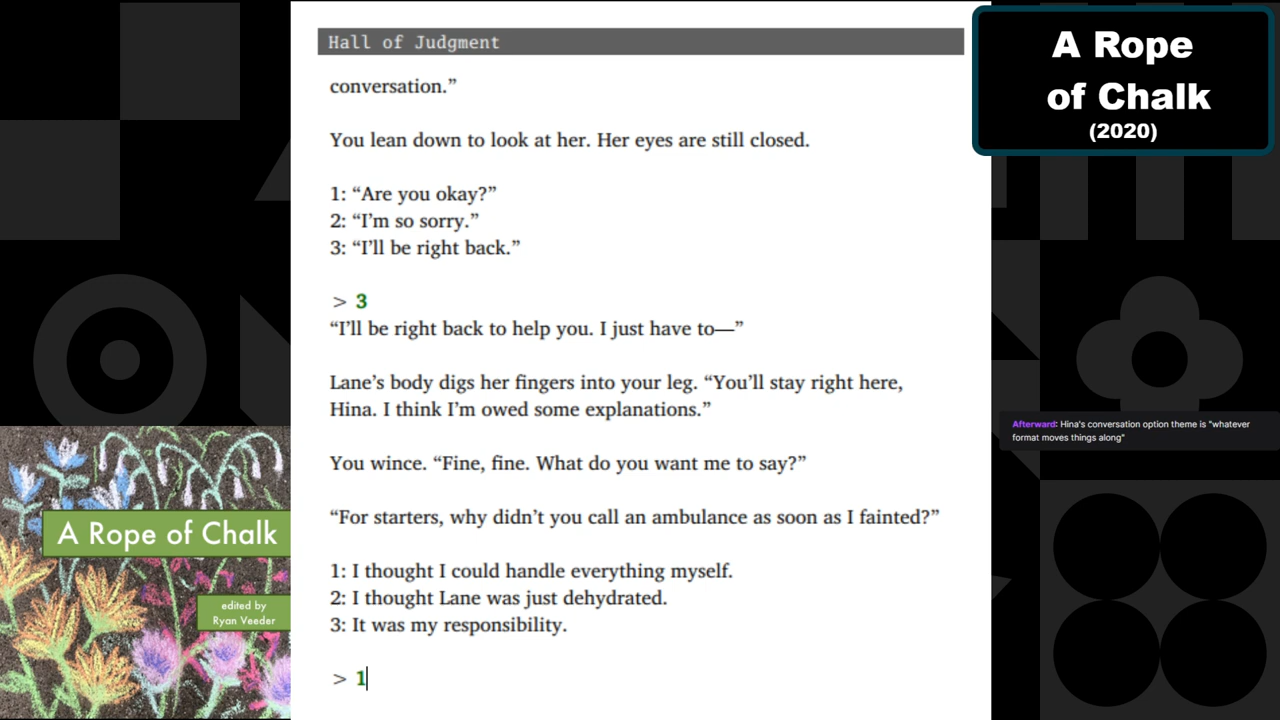 Hall of Judgment
conversation.”
You lean down to look at her. Her eyes are still closed.
1: “Are you okay?”
2: “I’m so sorry.”
3: “I’ll be right back.”
> 3
“I’ll be right back to help you. I just have to—”
Lane’s body digs her fingers into your leg. “You’ll stay right here,
Hina. I think I’m owed some explanations.”
You wince. “Fine, fine. What do you want me to say?”
“For starters, why didn’t you call an ambulance as soon as I fainted?”
1: I thought I could handle everything myself.
2: I thought Lane was just dehydrated.
3: It was my responsibility.
> 1
A Rope
of Chalk
(2020)
Afterward: Hina's conversation option theme is "whatever
format moves things along"
A Rope of Chalk
edited by
Ryan Veeder